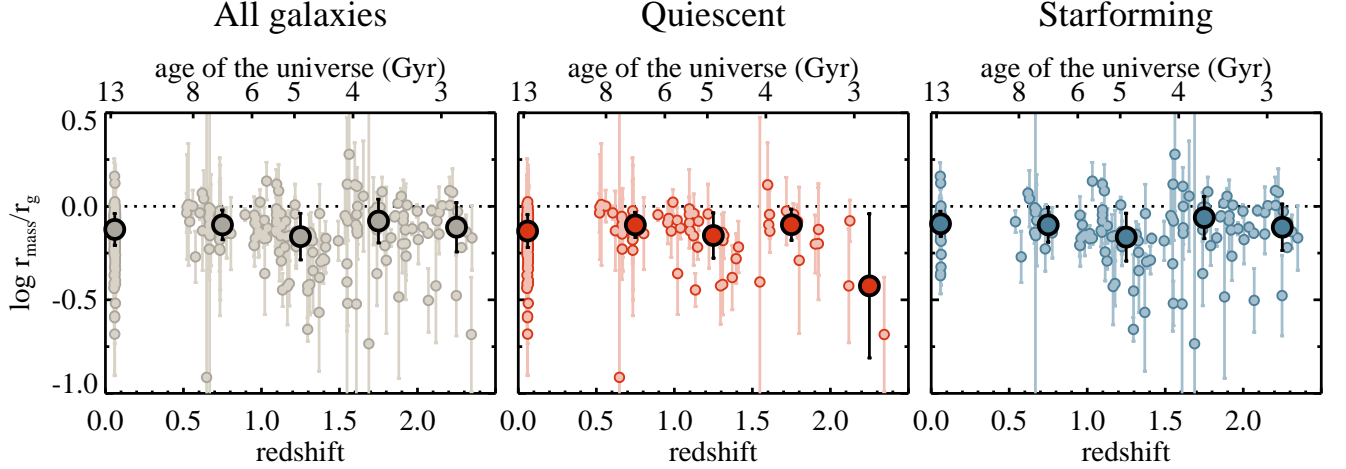 All galaxies Quiescent Starforming
age of the universe (Gyr) age of the universe (Gyr) age of the universe (Gyr)
13 8 6 5 4 3 13 8 6 5 4 3 13 8 6 5 4 3
0.5
0.0
-0.5
-1.0
log r_mass/r_g
0.0 0.5 1.0 1.5 2.0 0.0 0.5 1.0 1.5 2.0 0.0 0.5 1.0 1.5 2.0
redshift redshift redshift